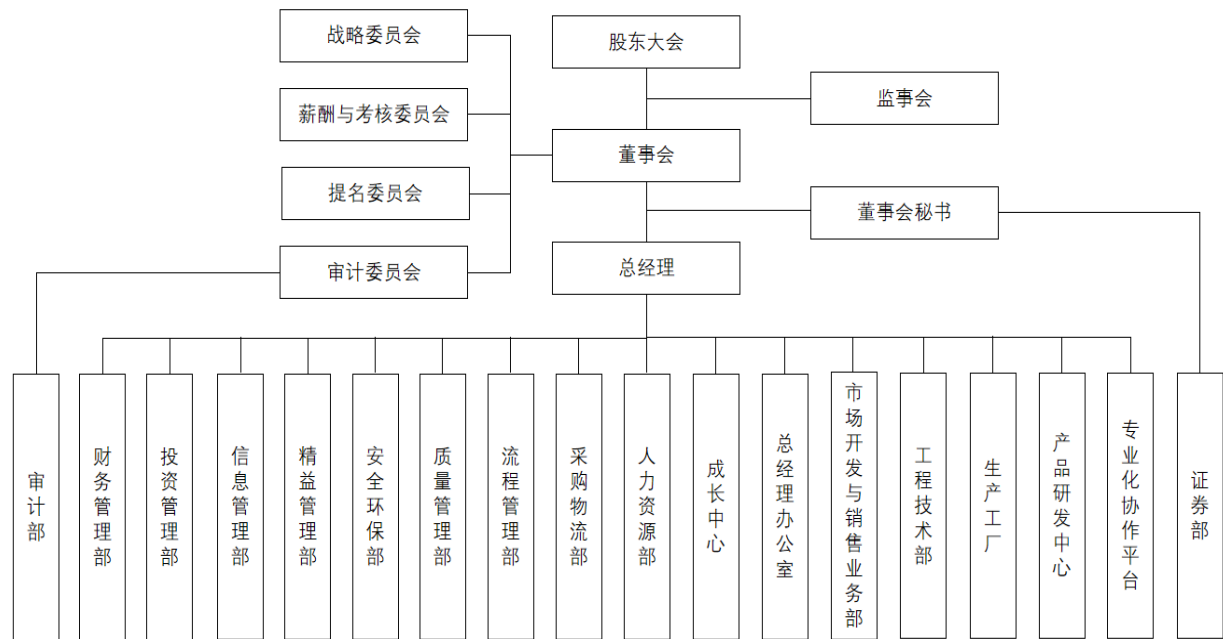 战略委员会
股东大会
监事会
薪酬与考核委员会
董事会
提名委员会
董事会秘书
审计委员会
总经理
审计部
财务管理部
投资管理部
信息管理部
精益管理部
安全环保部
质量管理部
流程管理部
采购物流部
人力资源部
成长中心
总经理办公室
市场开发与销售业务部
工程技术部
生产工厂
产品研发中心
专业化协作平台
证券部